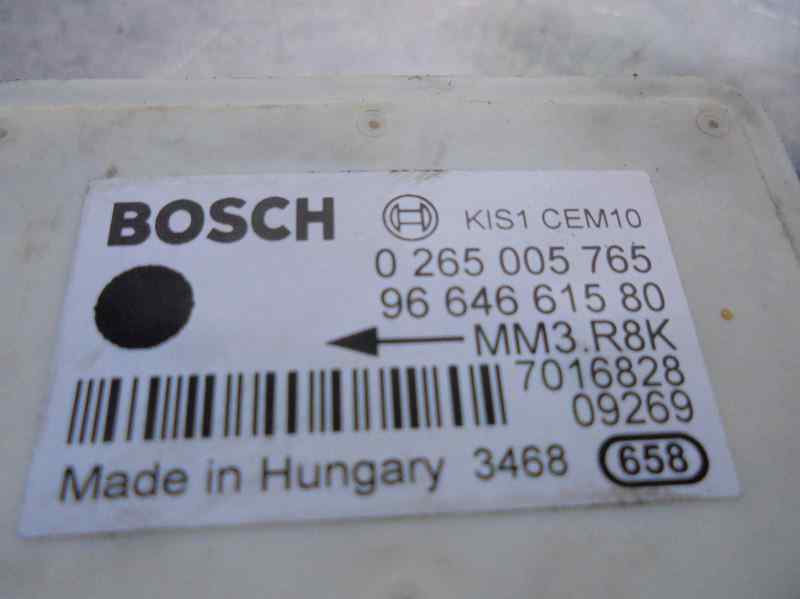 BOSCH KIS1 CEM10
0 265 005 765
96 646 615 80
MM3.R8K
7016828
09269
Made in Hungary 3468 658